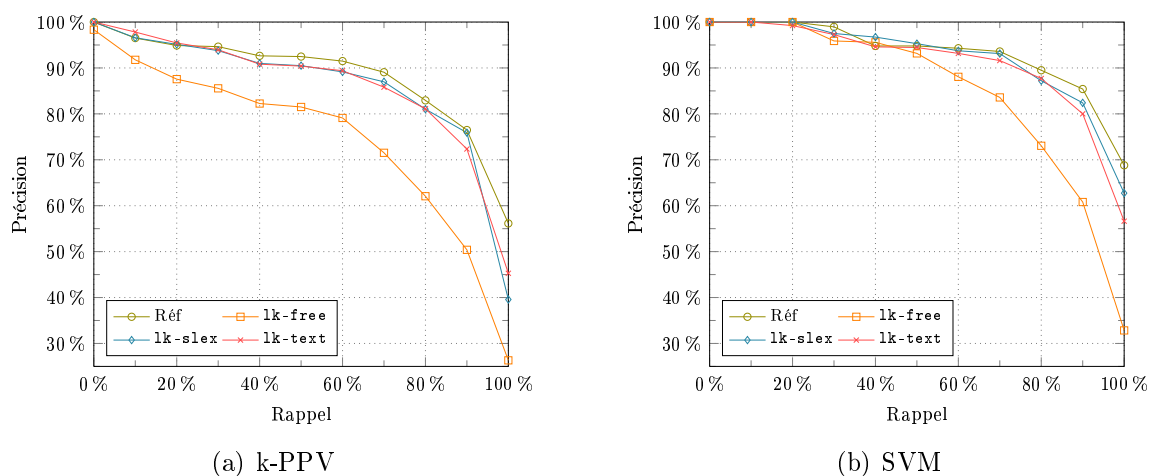 100 %
90 %
80 %
70 %
60 %
50 %
40 %
30 %
Précision
0 % 20 % 40 % 60 % 80 % 100 %
Rappel
Réf lk-free
lk-slex lk-text
(a) k-PPV
100 %
90 %
80 %
70 %
60 %
50 %
40 %
30 %
Précision
0 % 20 % 40 % 60 % 80 % 100 %
Rappel
Réf lk-free
lk-slex lk-text
(b) SVM